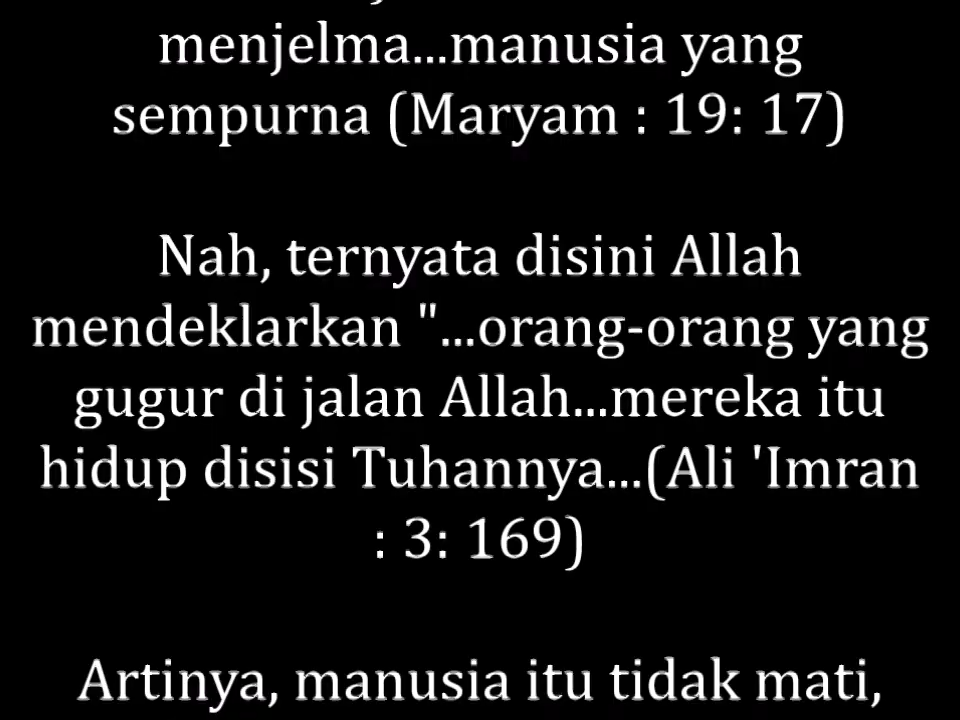 menjelma...manusia yang
sempurna (Maryam : 19: 17)
Nah, ternyata disini Allah
mendeklarkan "...orang-orang yang
gugur di jalan Allah...mereka itu
hidup disisi Tuhannya...(Ali 'Imran
: 3: 169)
Artinya, manusia itu tidak mati,